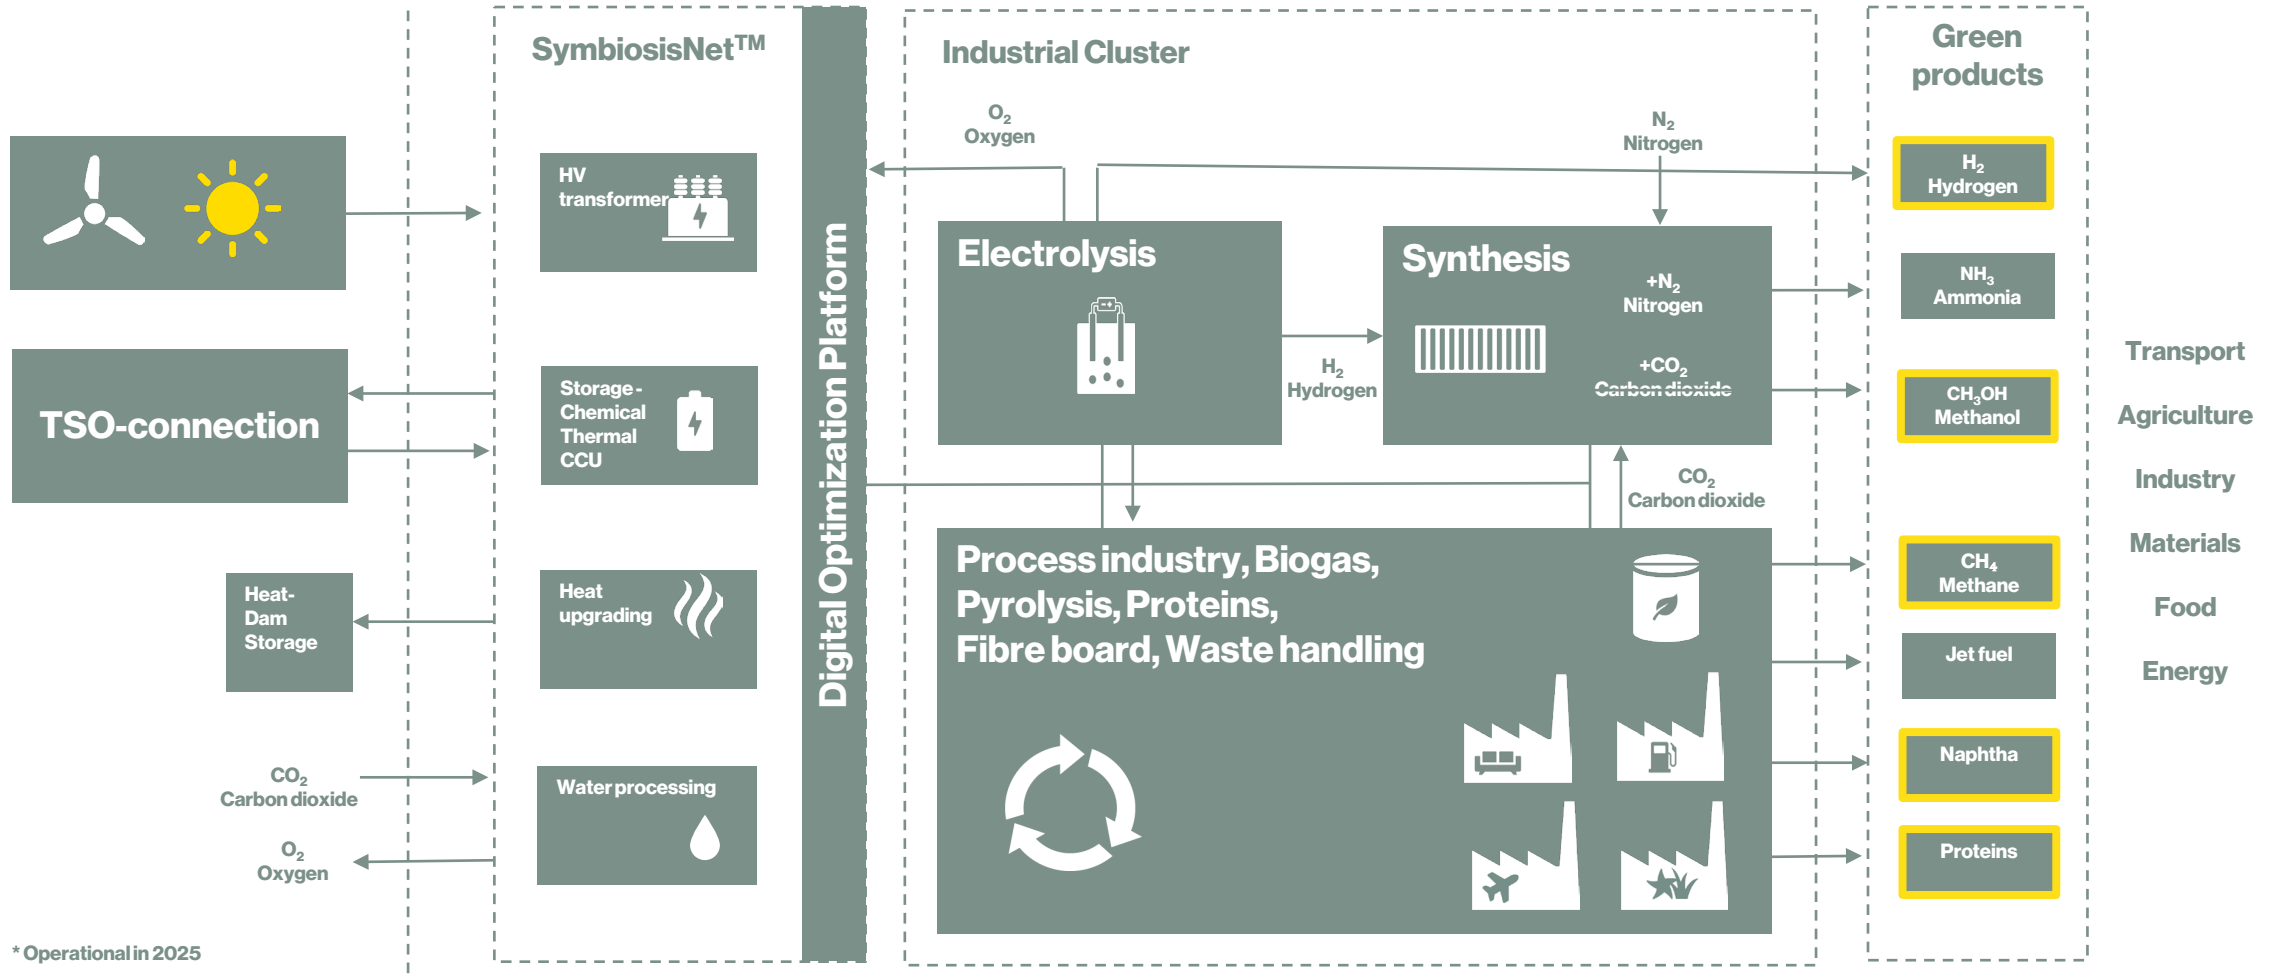 SymbiosisNet™
Industrial Cluster
Green
products
O₂
Oxygen
N₂
Nitrogen
HV
transformer
H₂
Hydrogen
Electrolysis
Synthesis
+N₂
Nitrogen
NH₃
Ammonia
TSO-connection
Storage -
Chemical
Thermal
CCU
Digital Optimization Platform
H₂
Hydrogen
+CO₂
Carbon dioxide
CH₃OH
Methanol
CO₂
Carbon dioxide
Transport
Agriculture
Industry
Materials
Food
Energy
Heat-
Dam
Storage
Heat
upgrading
Process industry, Biogas,
Pyrolysis, Proteins,
Fibre board, Waste handling
CH₄
Methane
Jet fuel
Naphtha
Proteins
CO₂
Carbon dioxide
O₂
Oxygen
Water processing
* Operational in 2025